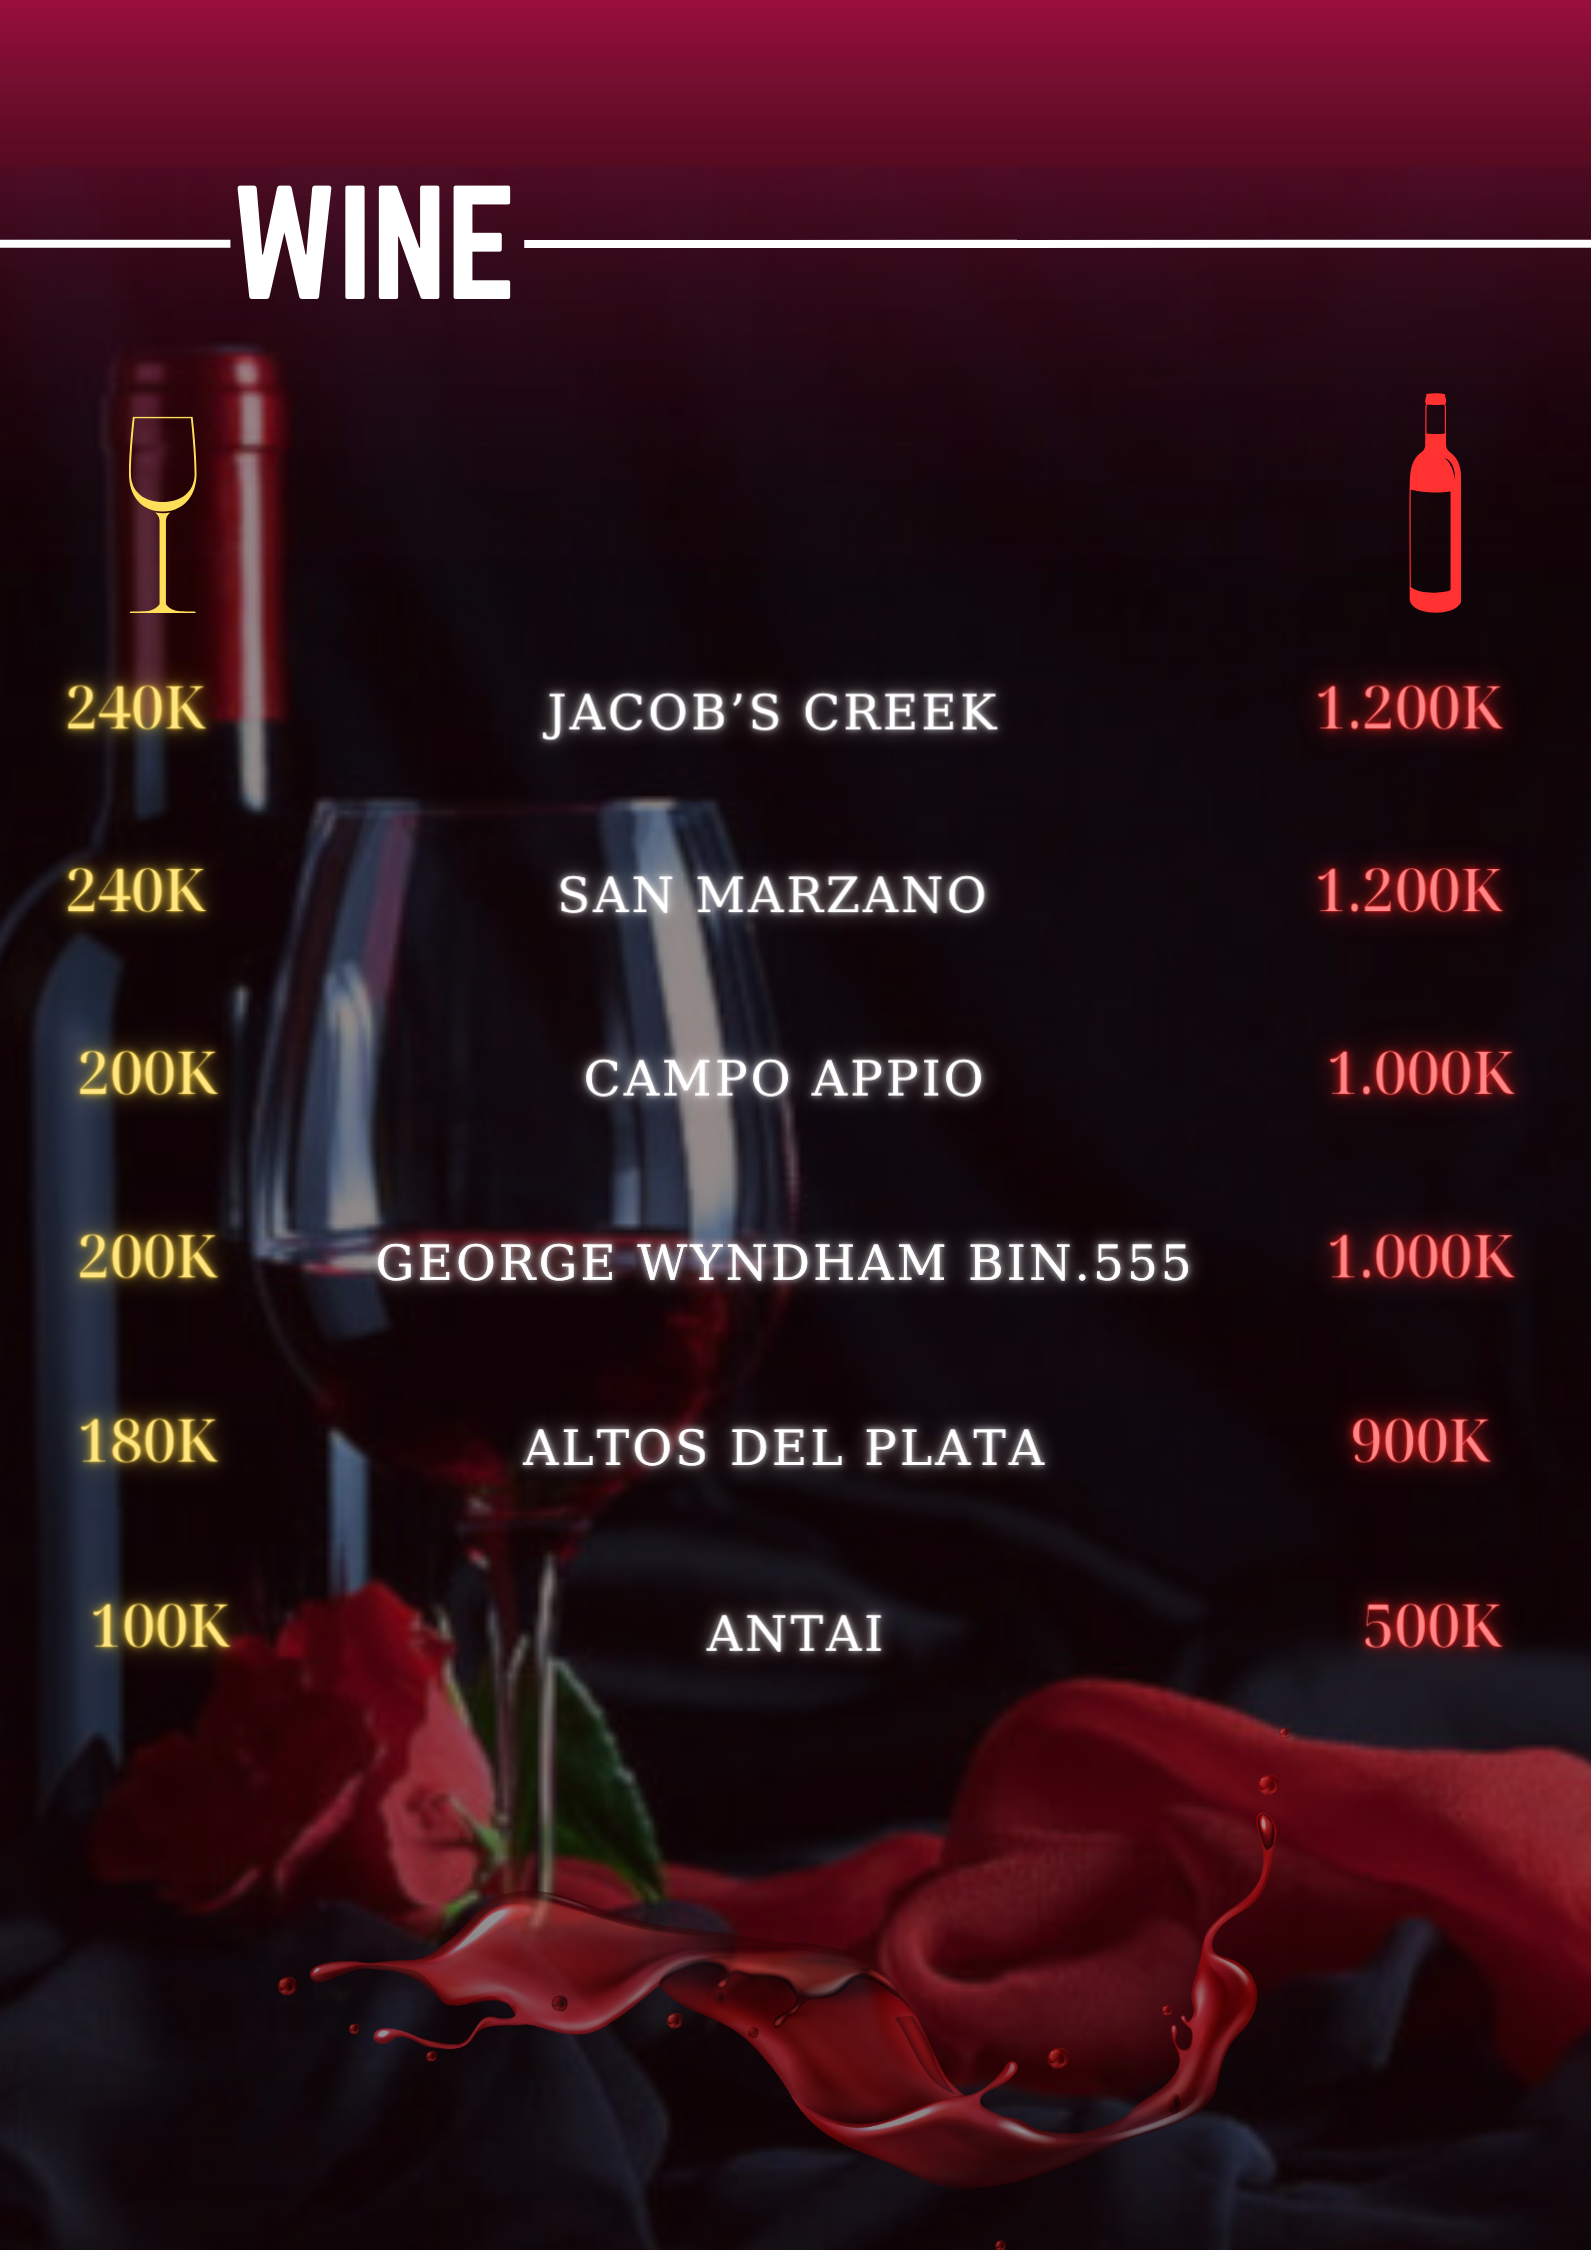 WINE
240K JACOB’S CREEK 1.200K
240K SAN MARZANO 1.200K
200K CAMPO APPIO 1.000K
200K GEORGE WYNDHAM BIN.555 1.000K
180K ALTOS DEL PLATA 900K
100K ANTAI 500K